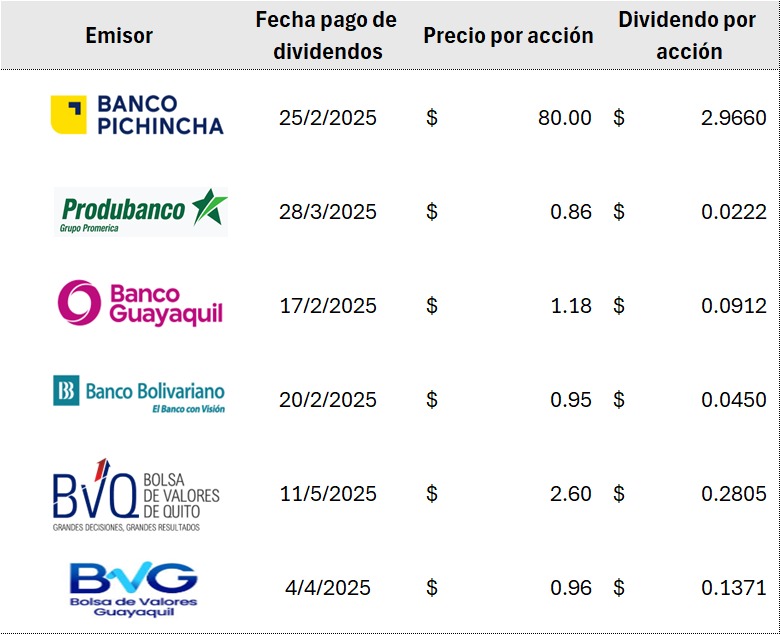 Emisor Fecha pago de dividendos Precio por acción Dividendo por acción
BANCO PICHINCHA 25/2/2025 $ 80.00 $ 2.9660
Produbanco Grupo Promerica 28/3/2025 $ 0.86 $ 0.0222
Banco Guayaquil 17/2/2025 $ 1.18 $ 0.0912
BB Banco Bolivariano El Banco con Visión 20/2/2025 $ 0.95 $ 0.0450
BVQ BOLSA DE VALORES DE QUITO GRANDES DECISIONES, GRANDES RESULTADOS 11/5/2025 $ 2.60 $ 0.2805
BVG Bolsa de Valores Guayaquil 4/4/2025 $ 0.96 $ 0.1371